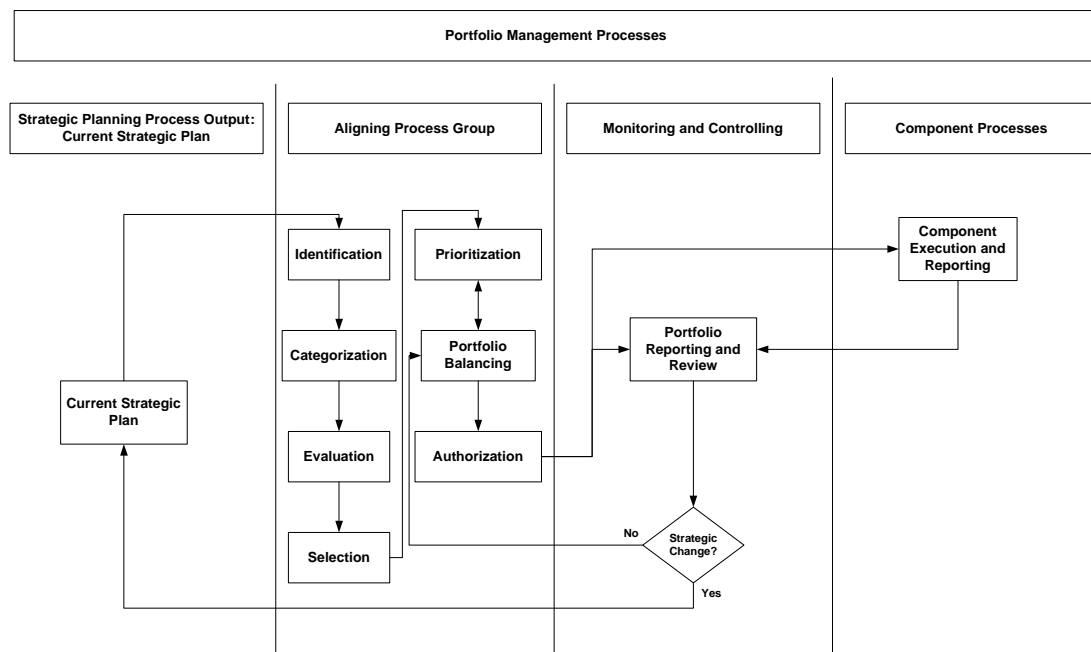 Portfolio Management Processes
Strategic Planning Process Output:
Current Strategic Plan
Aligning Process Group
Monitoring and Controlling
Component Processes
Identification
Prioritization
Component
Execution and
Reporting
Categorization
Portfolio
Balancing
Portfolio
Reporting and
Review
Current Strategic
Plan
Evaluation
Authorization
Selection
No
Strategic
Change?
Yes